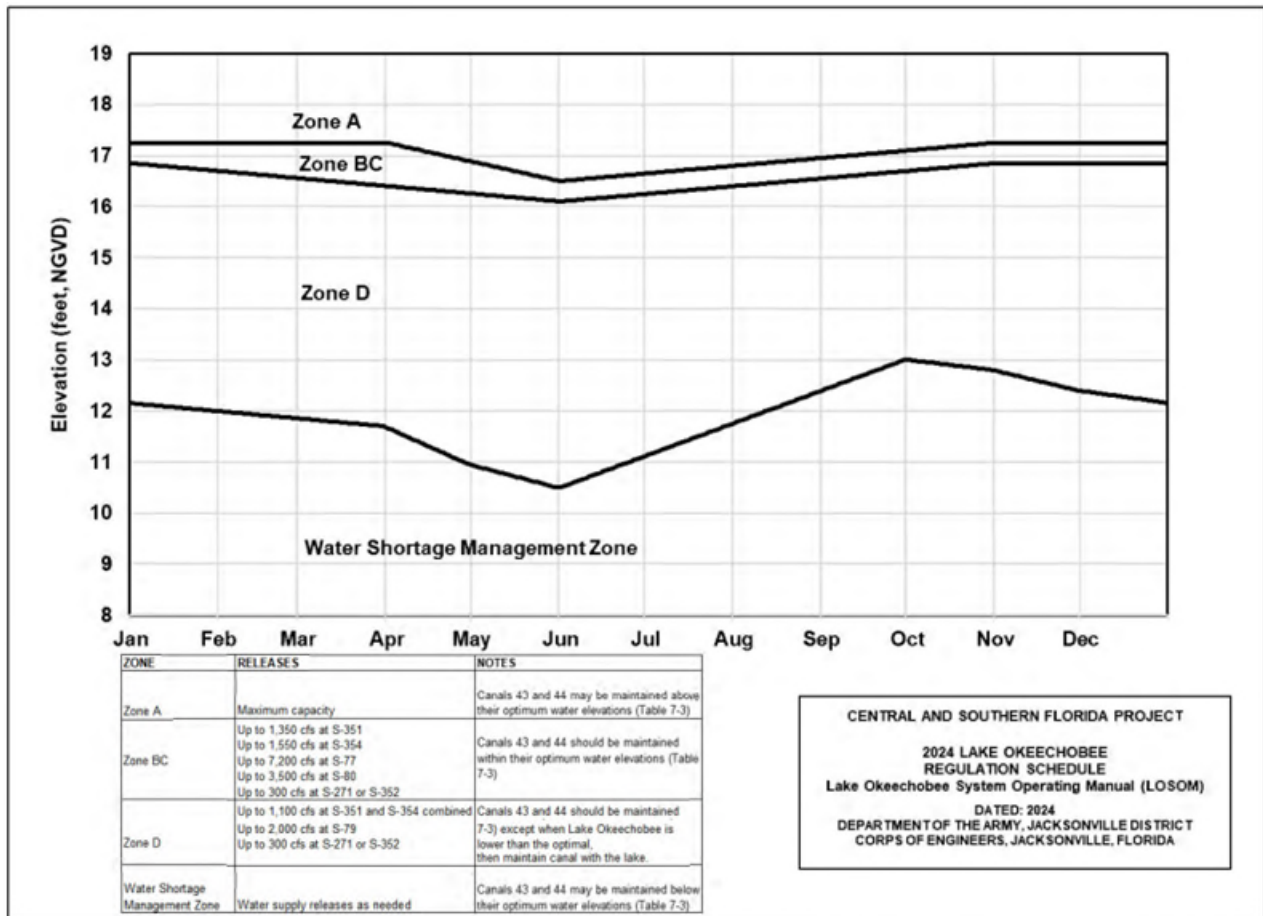 19
18
Zone A
17
Zone BC
16
15
Zone D
14
13
12
11
10
Water Shortage Management Zone
9
8
Elevation (feet, NGVD)
Jan Feb Mar Apr May Jun Jul Aug Sep Oct Nov Dec
ZONE RELEASES NOTES
Zone A
Maximum capacity
Canals 43 and 44 may be maintained above
their optimum water elevations (Table 7-3)
Zone BC
Up to 1,350 cfs at S-351
Up to 1,550 cfs at S-354
Up to 7,200 cfs at S-77
Up to 3,500 cfs at S-80
Up to 300 cfs at S-271 or S-352
Canals 43 and 44 should be maintained
within their optimum water elevations (Table
7-3)
Zone D
Up to 1,100 cfs at S-351 and S-354 combined
Up to 2,000 cfs at S-79
Up to 300 cfs at S-271 or S-352
Canals 43 and 44 should be maintained
7-3) except when Lake Okeechobee is
lower than the optimal,
then maintain canal with the lake.
Water Shortage
Management Zone
Water supply releases as needed
Canals 43 and 44 may be maintained below
their optimum water elevations (Table 7-3)
CENTRAL AND SOUTHERN FLORIDA PROJECT
2024 LAKE OKEECHOBEE
REGULATION SCHEDULE
Lake Okeechobee System Operating Manual (LOSOM)
DATED: 2024
DEPARTMENT OF THE ARMY, JACKSONVILLE DISTRICT
CORPS OF ENGINEERS, JACKSONVILLE, FLORIDA